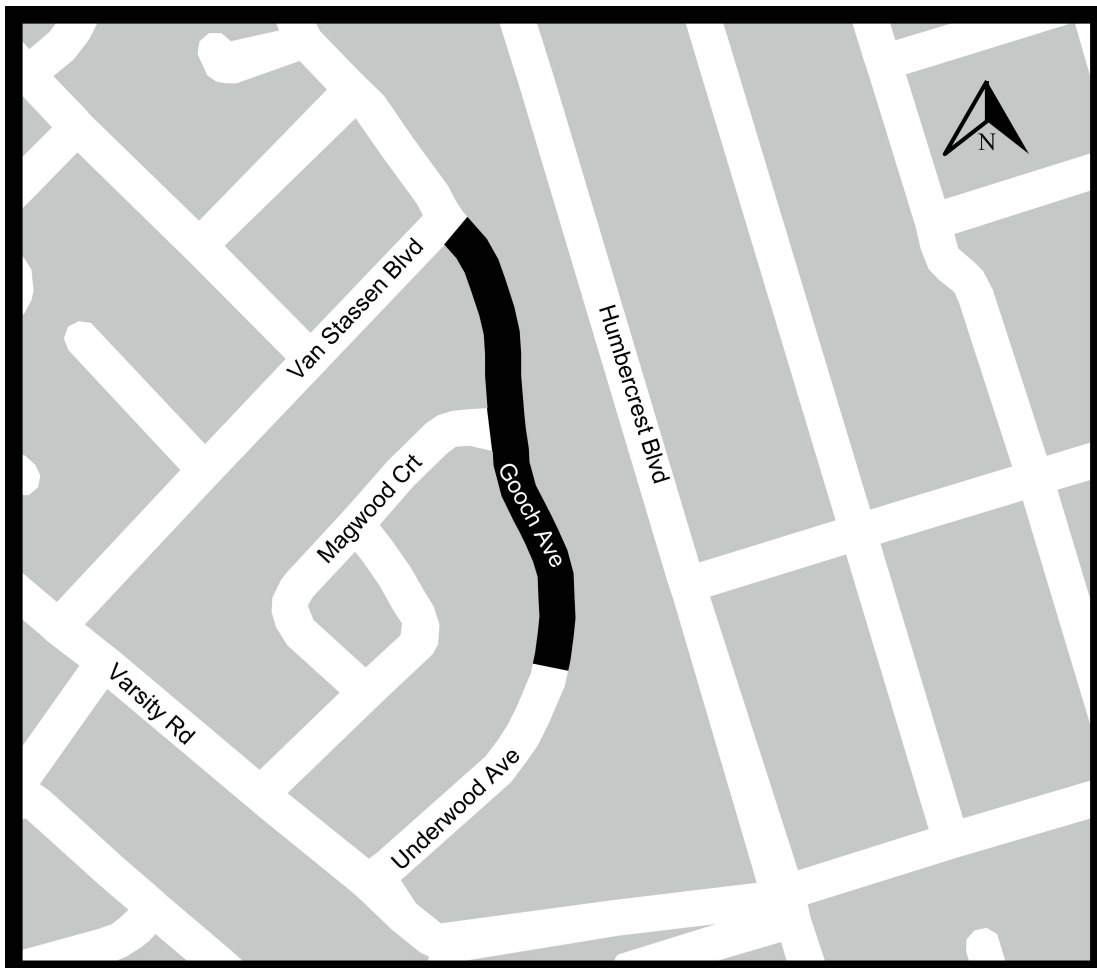 N
Van Stassen Blvd
Humbercrest Blvd
Magwood Crt
Gooch Ave
Varsity Rd
Underwood Ave